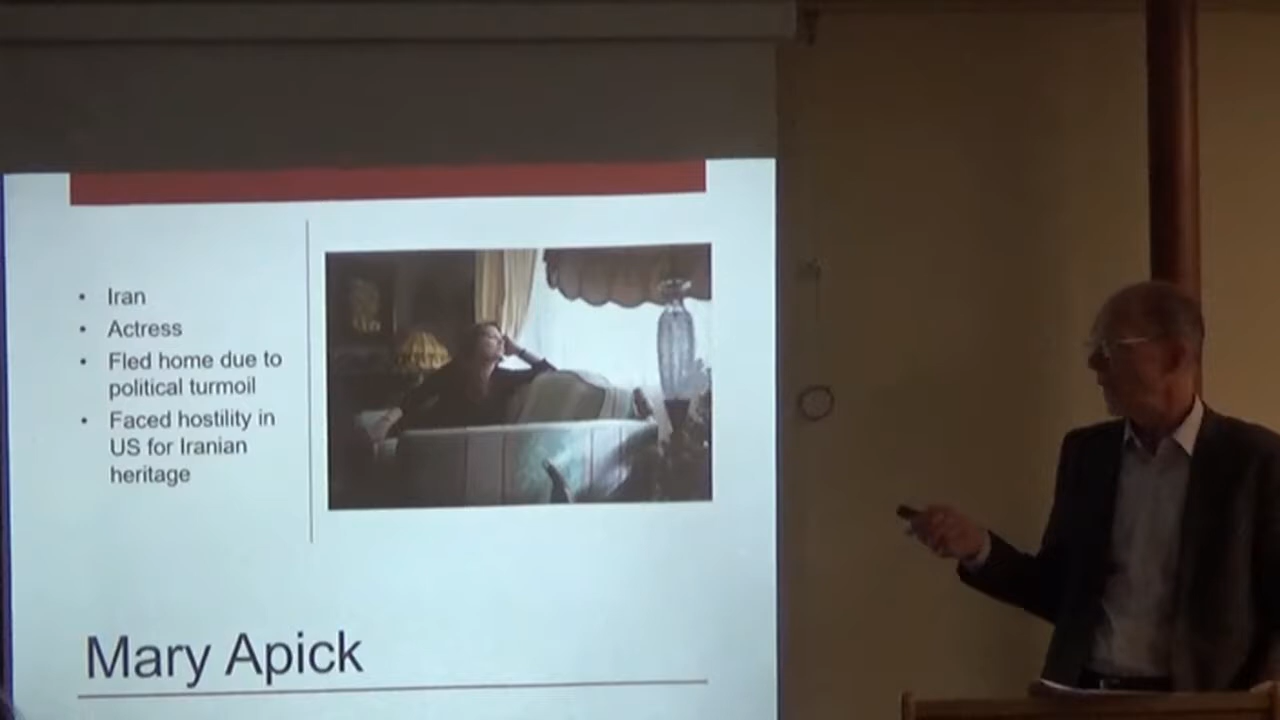 • Iran
• Actress
• Fled home due to
political turmoil
• Faced hostility in
US for Iranian
heritage
Mary Apick